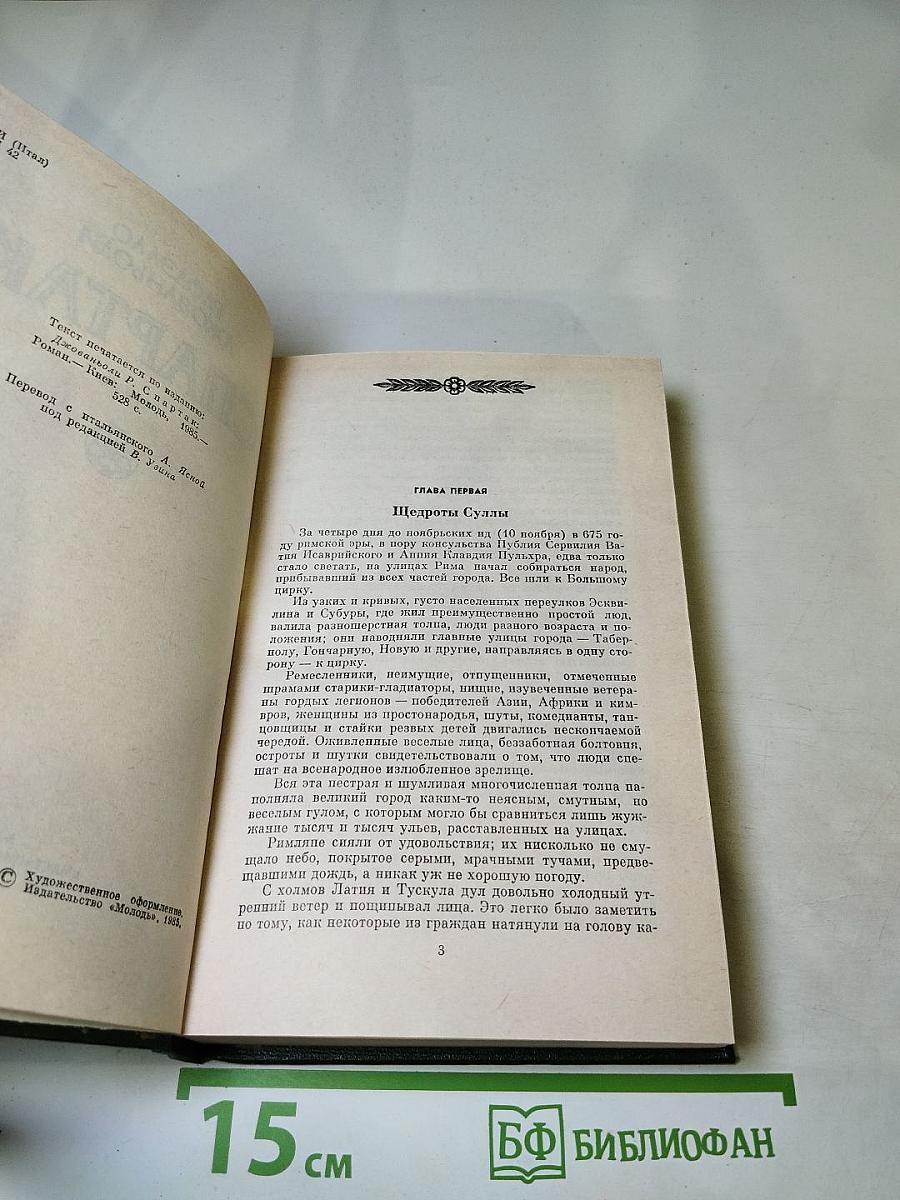 И (Итал)
42
Текст печатается по изданию:
Джованьоли Р. Спартак:
Роман.— Киев: Молодь, 1985.—
528 с.
Перевод с итальянского А. Ясной
под редакцией В. Узина
© Художественное оформление.
Издательство «Молодь», 1985.
ГЛАВА ПЕРВАЯ
Щедроты Суллы
За четыре дня до ноябрьских ид (10 ноября) в 675 го-
ду римской эры, в пору консульства Публия Сервилия Ва-
тия Исаврийского и Аппия Клавдия Пульхра, едва только
стало светать, на улицах Рима начал собираться народ,
прибывавший из всех частей города. Все шли к Большому
цирку.
Из узких и кривых, густо населенных переулков Эскви-
лина и Субуры, где жил преимущественно простой люд,
валила разноперстная толпа, люди разного возраста и по-
ложения; они наводняли главные улицы города — Табер-
нолу, Гончарную, Новую и другие, направляясь в одну сто-
рону — к цирку.
Ремесленники, неимущие, отпущенники, отмеченные
шрамами старики-гладиаторы, нищие, изувеченные ветера-
ны гордых легионов — победителей Азии, Африки и ким-
вров, женщины из простонародья, шуты, комедианты, тан-
цовщицы и стайки резвых детей двигались нескончаемой
чередой. Оживленные веселые лица, беззаботная болтовня,
остроты и шутки свидетельствовали о том, что люди спе-
шат на всенародное излюбленное зрелище.
Вся эта пестрая и шумливая многочисленная толпа на-
полняла великий город каким-то неясным, смутным, но
веселым гулом, с которым могло бы сравниться лишь жуж-
жание тысяч и тысяч ульев, расставленных на улицах.
Римляне сияли от удовольствия; их нисколько не сму-
щало небо, покрытое серыми, мрачными тучами, предве-
щавшими дождь, а никак уж не хорошую погоду.
С холмов Латия и Тускула дул довольно холодный ут-
ренний ветер и пощипывал лица. Это легко было заметить
по тому, как некоторые из граждан натянули на голову ка-
3
15 см
БФ БИБЛИОФАН